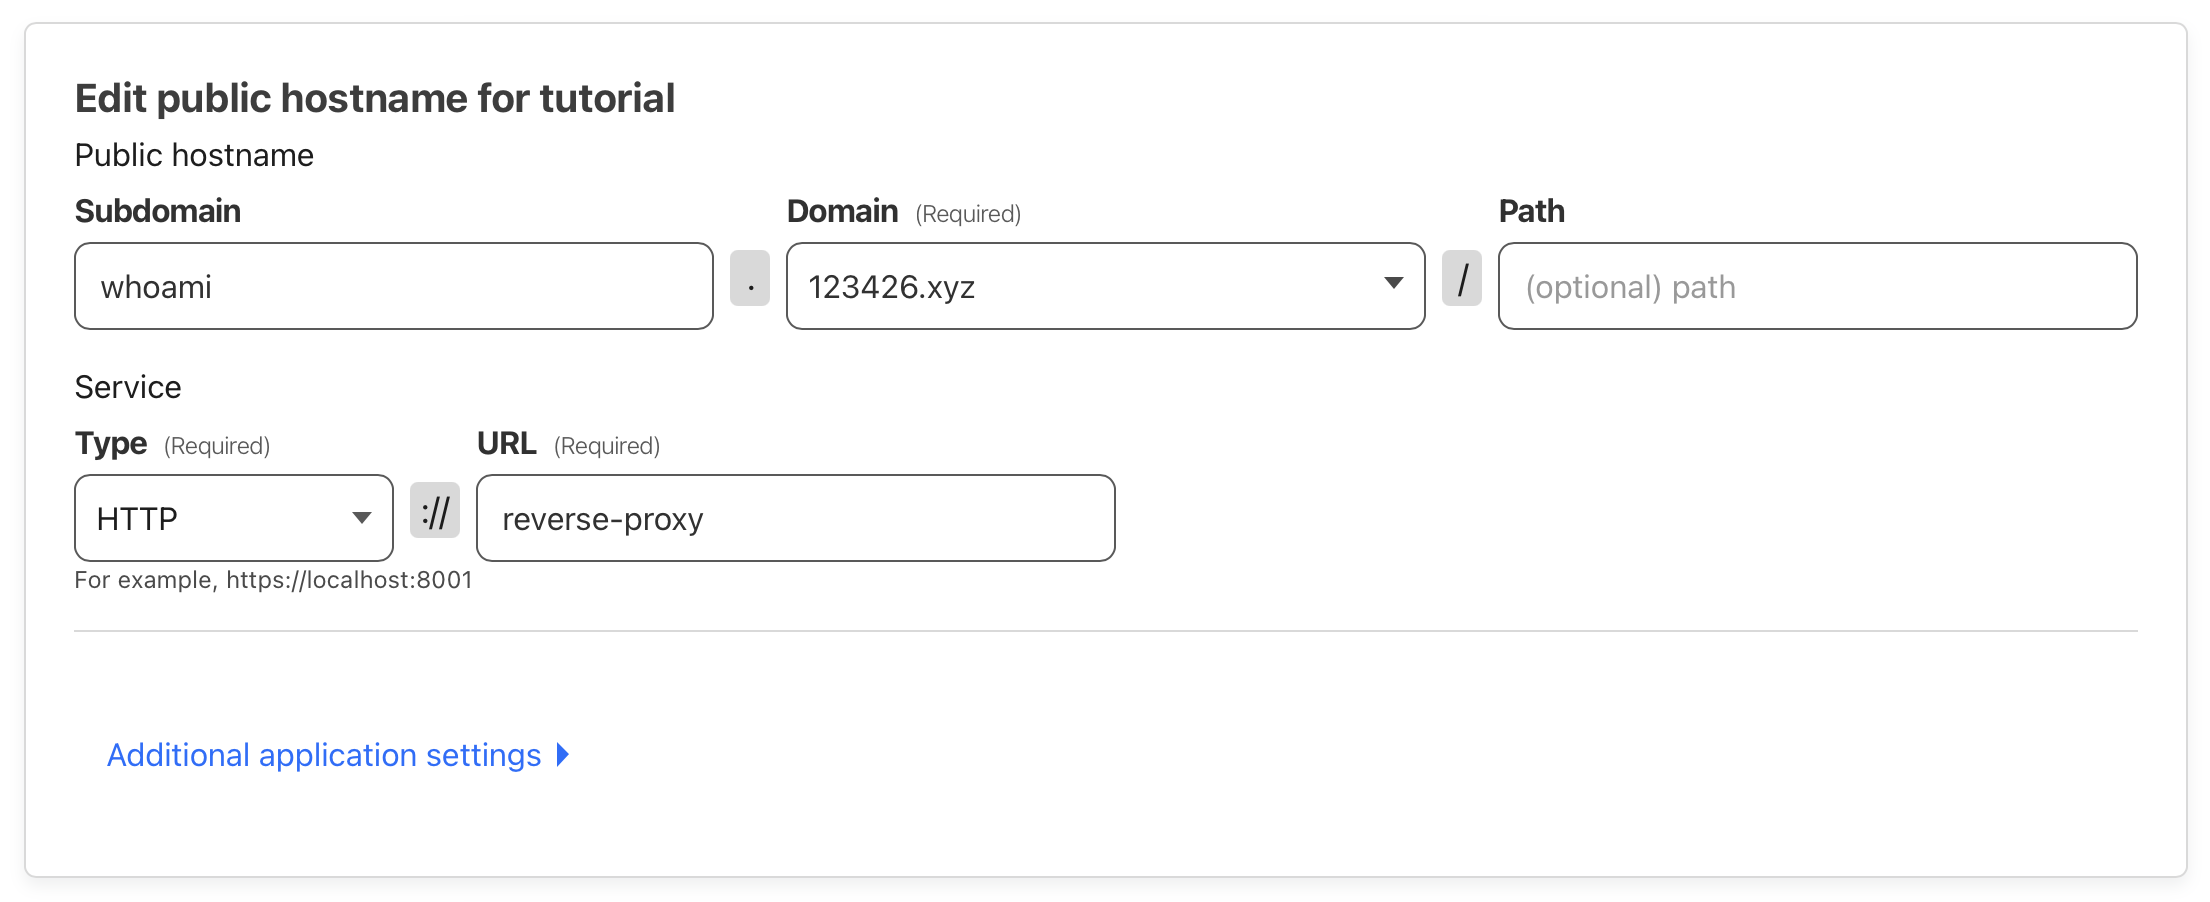 Edit public hostname for tutorial
Public hostname
Subdomain Domain (Required) Path
whoami . 123426.xyz / (optional) path
Service
Type (Required) URL (Required)
HTTP :// reverse-proxy
For example, https://localhost:8001
Additional application settings